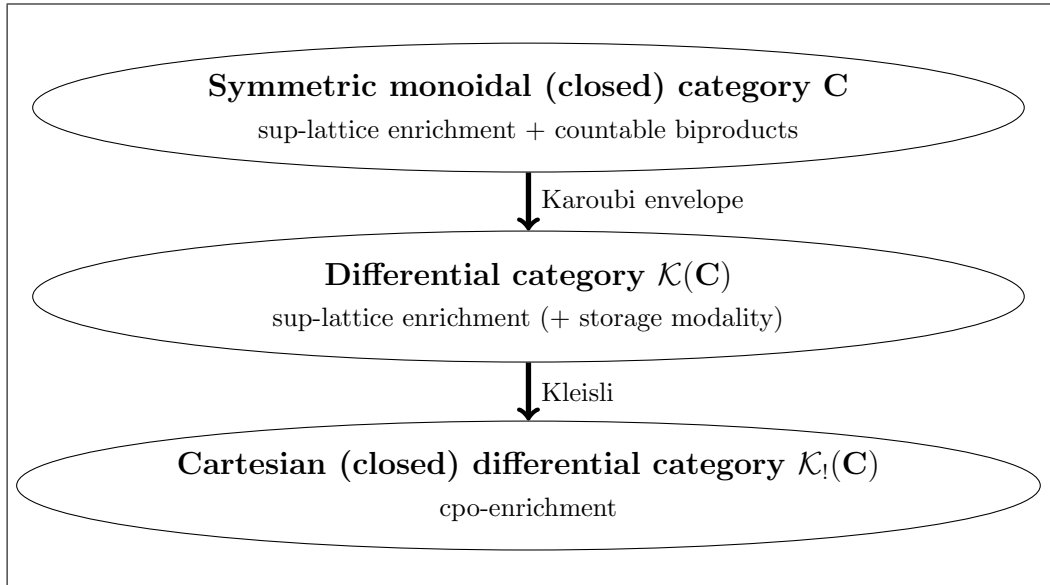 Symmetric monoidal (closed) category C
sup-lattice enrichment + countable biproducts
Karoubi envelope
Differential category 𝒦(C)
sup-lattice enrichment (+ storage modality)
Kleisli
Cartesian (closed) differential category 𝒦!(C)
cpo-enrichment